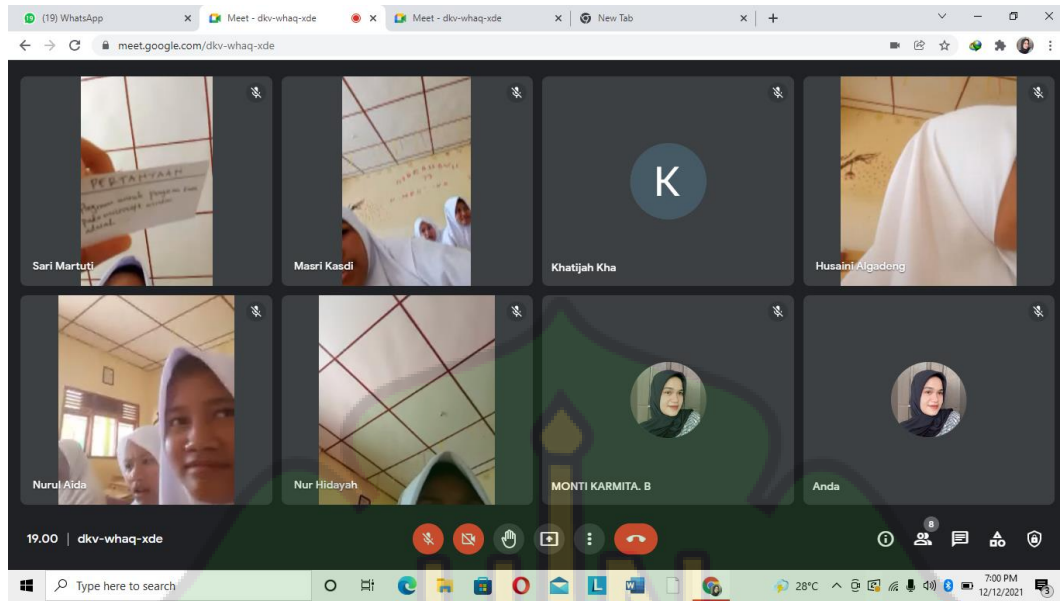 (19) WhatsApp
Meet - dkv-whaq-xde
Meet - dkv-whaq-xde
New Tab
meet.google.com/dkv-whaq-xde
PERTANYAAN
Sari Martuti
Masri Kasdi
K
Khatijah Kha
Husaini Algadeng
Nurul Aida
Nur Hidayah
MONTI KARMITA. B
Anda
19.00 | dkv-whaq-xde
8
Type here to search
28°C
7:00 PM
12/12/2021
3